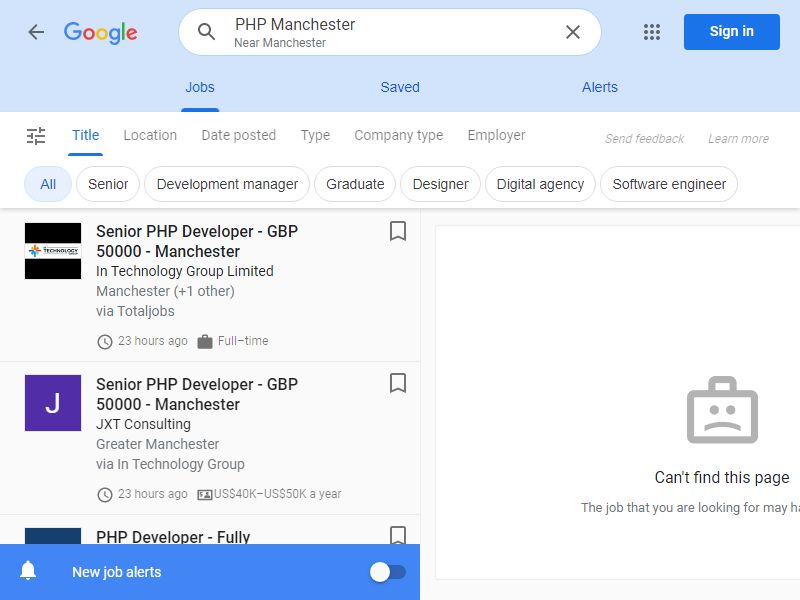 Google
PHP Manchester
Near Manchester
Sign in
Jobs Saved Alerts
Title Location Date posted Type Company type Employer
Send feedback Learn more
All Senior Development manager Graduate Designer Digital agency Software engineer
TECHNOLOGY
Senior PHP Developer - GBP
50000 - Manchester
In Technology Group Limited
Manchester (+1 other)
via Totaljobs
23 hours ago Full–time
J
Senior PHP Developer - GBP
50000 - Manchester
JXT Consulting
Greater Manchester
via In Technology Group
23 hours ago US$40K–US$50K a year
PHP Developer - Fully
New job alerts
Can't find this page
The job that you are looking for may ha